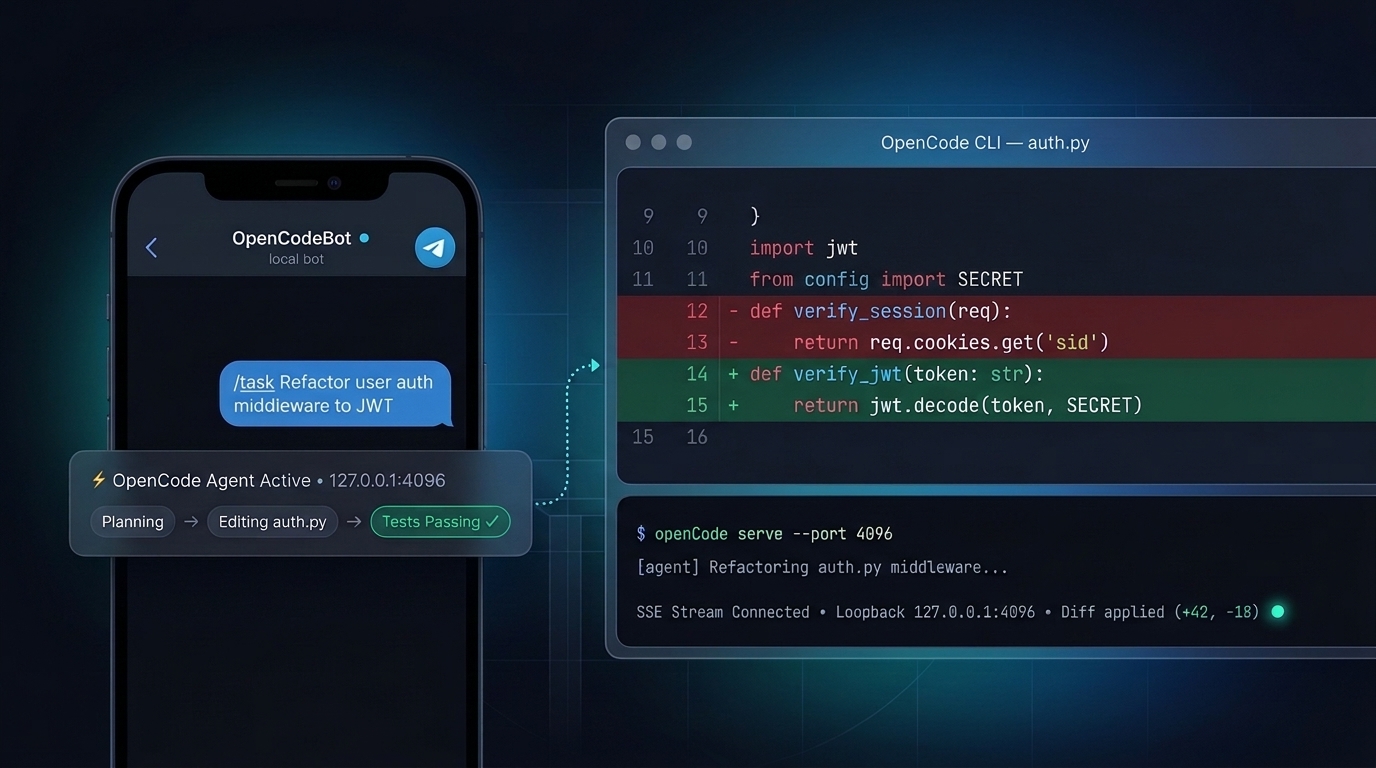 OpenCodeBot
local bot
/task Refactor user auth
middleware to JWT
⚡ OpenCode Agent Active • 127.0.0.1:4096
Planning → Editing auth.py → Tests Passing ✓
OpenCode CLI — auth.py
9 9 }
10 10 import jwt
11 11 from config import SECRET
12 - def verify_session(req):
13 - return req.cookies.get('sid')
14 + def verify_jwt(token: str):
15 + return jwt.decode(token, SECRET)
15 16
$ openCode serve --port 4096
[agent] Refactoring auth.py middleware...
SSE Stream Connected • Loopback 127.0.0.1:4096 • Diff applied (+42, -18)